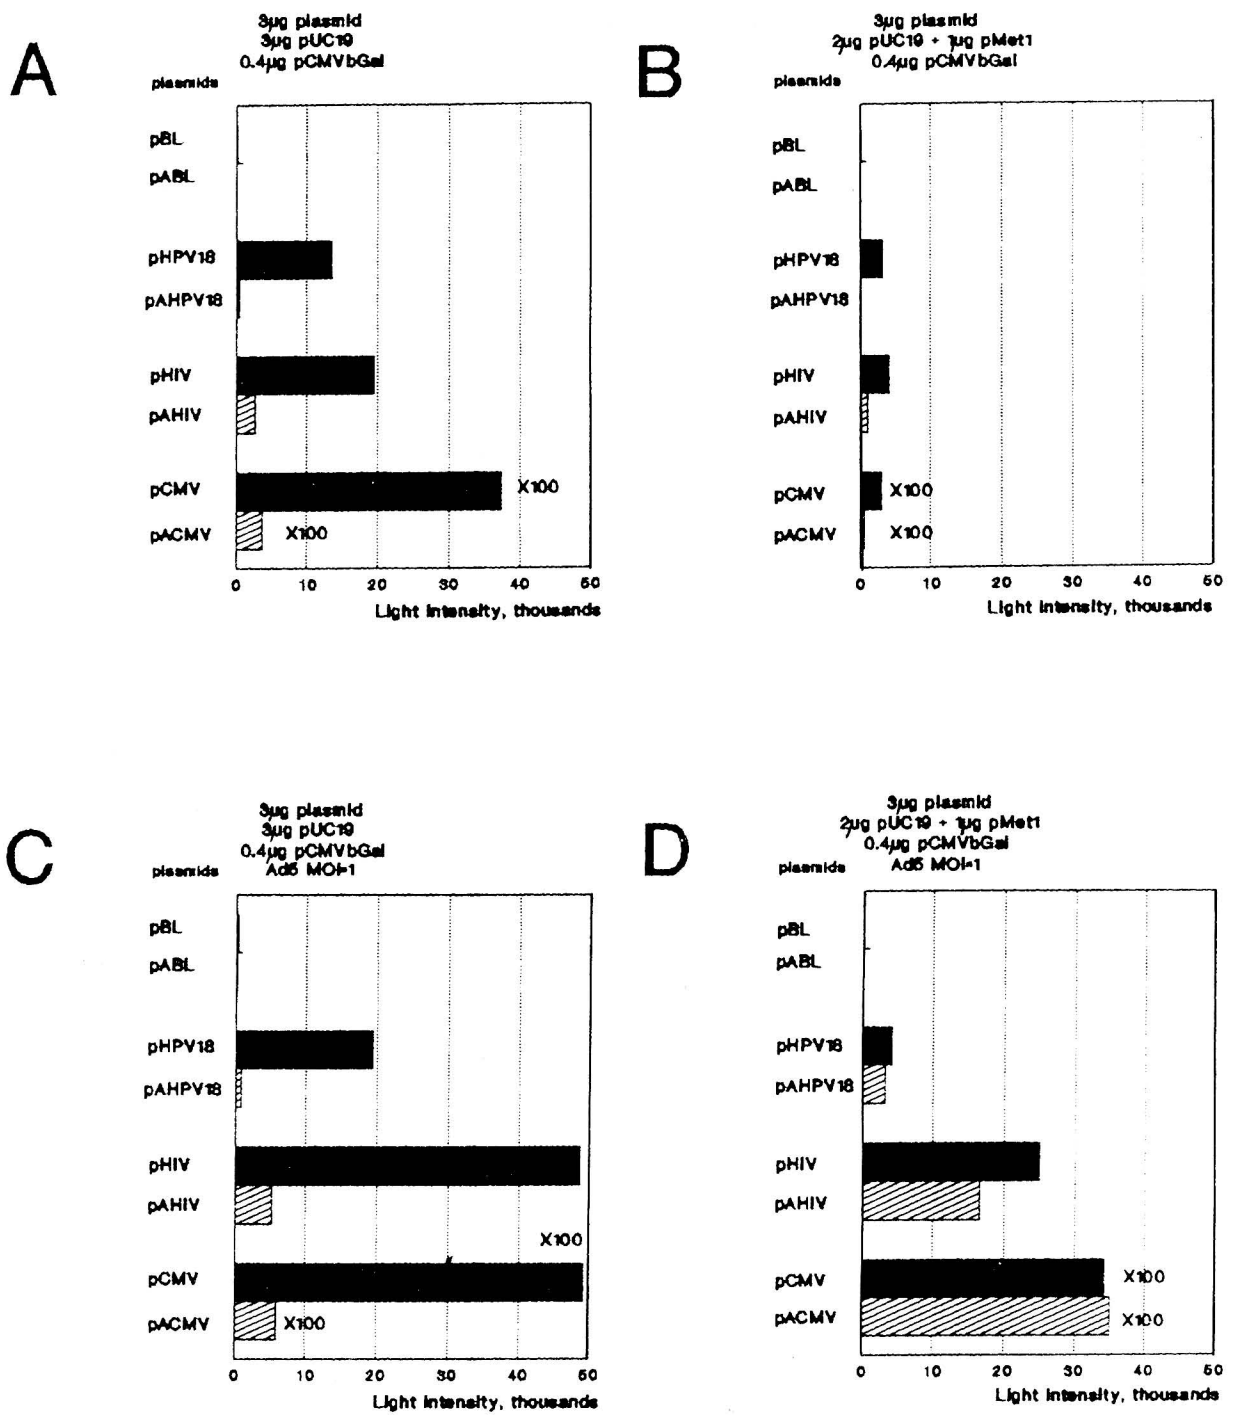 A
3µg plasmid
3µg pUC19
0.4µg pCMVbGal
plasmids
pBL
pABL
pHPV18
pAHPV18
pHIV
pAHIV
pCMV
X100
pACMV
X100
0 10 20 30 40 50
Light intensity, thousands
B
3µg plasmid
2µg pUC19 + 1µg pMet1
0.4µg pCMVbGal
plasmids
pBL
pABL
pHPV18
pAHPV18
pHIV
pAHIV
pCMV
X100
pACMV
X100
0 10 20 30 40 50
Light intensity, thousands
C
3µg plasmid
3µg pUC19
0.4µg pCMVbGal
plasmids
Ad5 MOI=1
pBL
pABL
pHPV18
pAHPV18
pHIV
pAHIV
X100
pCMV
pACMV
X100
0 10 20 30 40 50
Light intensity, thousands
D
3µg plasmid
2µg pUC19 + 1µg pMet1
0.4µg pCMVbGal
plasmids
Ad5 MOI=1
pBL
pABL
pHPV18
pAHPV18
pHIV
pAHIV
pCMV
X100
pACMV
X100
0 10 20 30 40 50
Light intensity, thousands